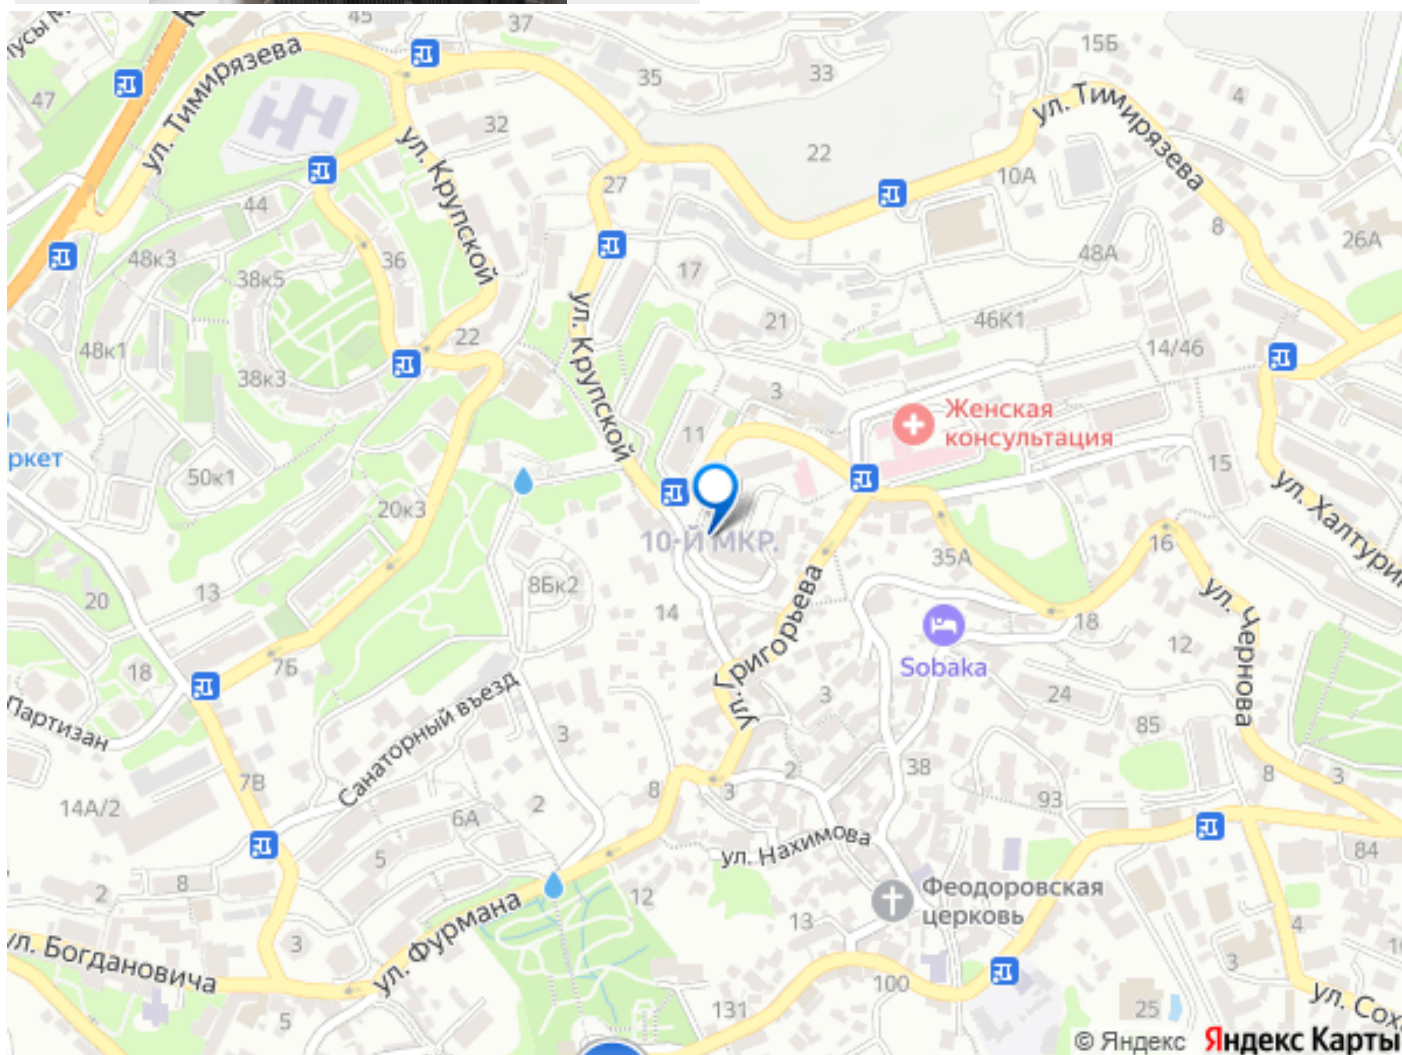 45
37
15Б
ул. Тимирязева
35
33
47
4
ул. Тимирязева
32
22
ул. Крупской
27
10А
44
8
26А
48к3
36
48А
38к5
17
ул. Крупской
21
46К1
22
48к1
14/46
38к3
3
Женская
консультация
11
ркет
50к1
15
20к3
ул. Халтурин
10-Й МКР.
16
35А
8Бк2
13
20
14
ул. Григорьева
ул. Чернова
18
12
18
7Б
Sobaka
Санаторный въезд
3
24
Партизан
3
85
7В
2
38
8
3
8
3
14А/2
2
93
6А
ул. Нахимова
84
5
8
2
Феодоровская
церковь
12
ул. Фурмана
13
4
3
ул. Богдановича
3
100
131
25
ул. Сох
5
© Яндекс Яндекс Карты